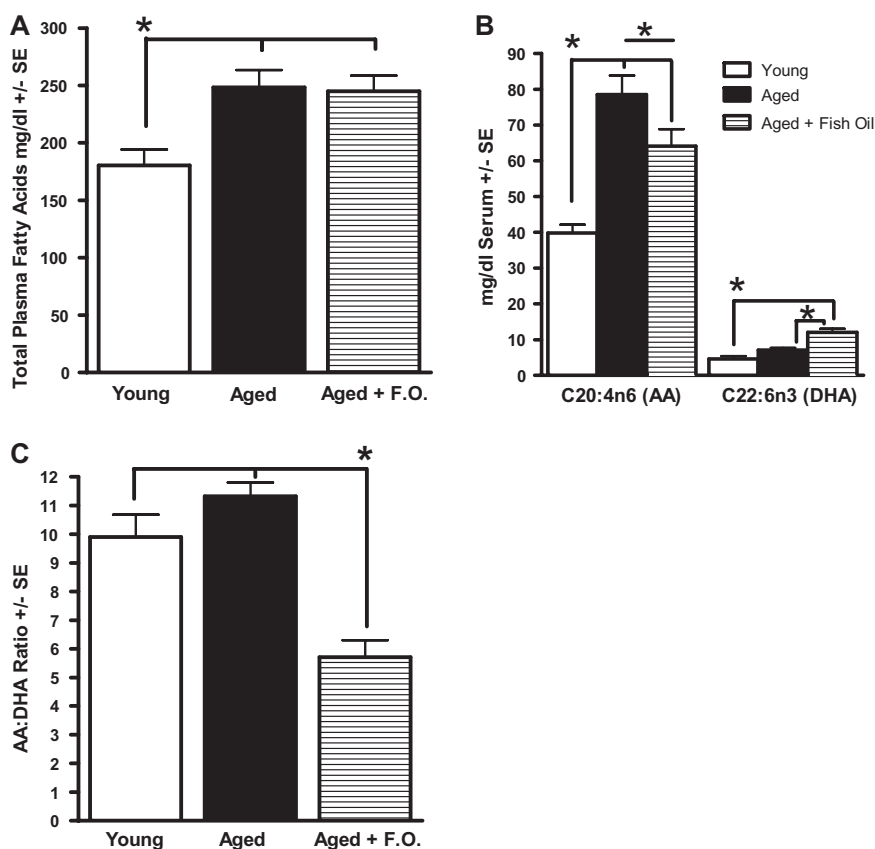 A
Total Plasma Fatty Acids mg/dl +/- SE
300
250
200
150
100
50
0
*
Young
Aged
Aged + F.O.
B
mg/dl Serum +/- SE
90
80
70
60
50
40
30
20
10
0
*
*
*
*
Young
Aged
Aged + Fish Oil
C20:4n6 (AA)
C22:6n3 (DHA)
C
AA:DHA Ratio +/- SE
12
11
10
9
8
7
6
5
4
3
2
1
0
*
Young
Aged
Aged + F.O.